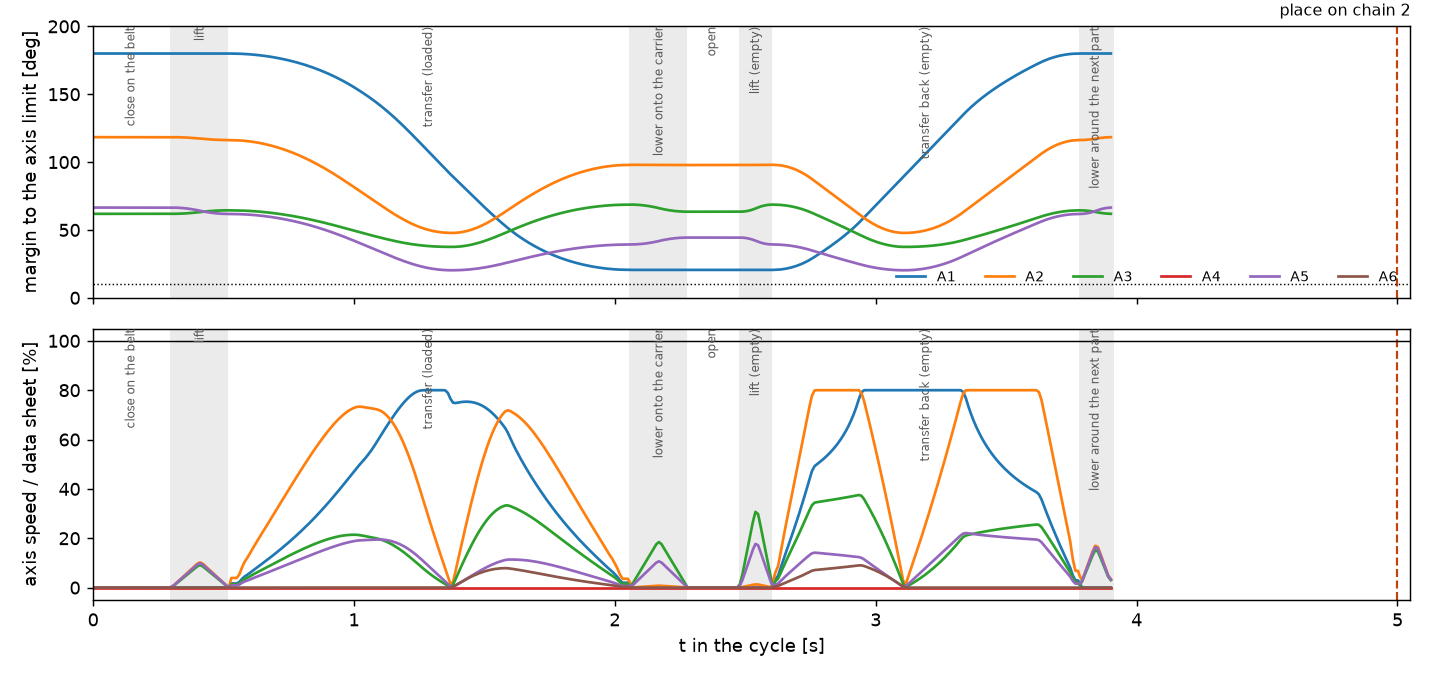 place on chain 2
margin to the axis limit [deg]
200
150
100
50
0
close on the belt
lift
transfer (loaded)
lower onto the carrier
open
lift (empty)
transfer back (empty)
lower around the next part
A1 A2 A3 A4 A5 A6
axis speed / data sheet [%]
100
80
60
40
20
0
close on the belt
lift
transfer (loaded)
lower onto the carrier
open
lift (empty)
transfer back (empty)
lower around the next part
0 1 2 3 4 5
t in the cycle [s]